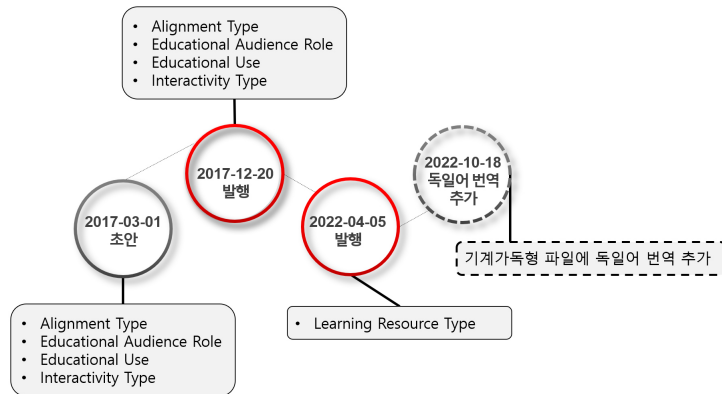 • Alignment Type
• Educational Audience Role
• Educational Use
• Interactivity Type
2017-03-01
초안
• Alignment Type
• Educational Audience Role
• Educational Use
• Interactivity Type
2017-12-20
발행
2022-04-05
발행
• Learning Resource Type
2022-10-18
독일어 번역
추가
기계가독형 파일에 독일어 번역 추가